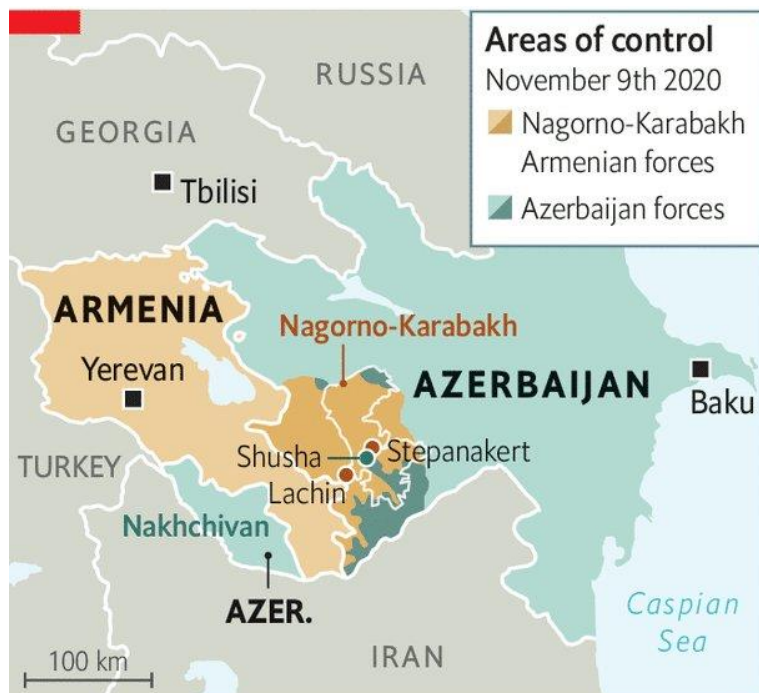 Areas of control
November 9th 2020
Nagorno-Karabakh
Armenian forces
Azerbaijan forces
RUSSIA
GEORGIA
Tbilisi
ARMENIA
Nagorno-Karabakh
Yerevan
AZERBAIJAN
Baku
Shusha
Stepanakert
TURKEY
Lachin
Nakhchivan
AZER.
Caspian
Sea
IRAN
100 km